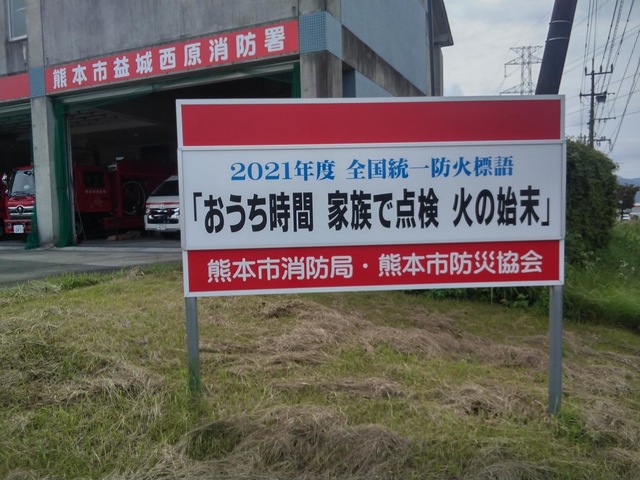 熊本市益城西原消防署
2021年度 全国統一防火標語
「おうち時間 家族で点検 火の始末」
熊本市消防局・熊本市防災協会